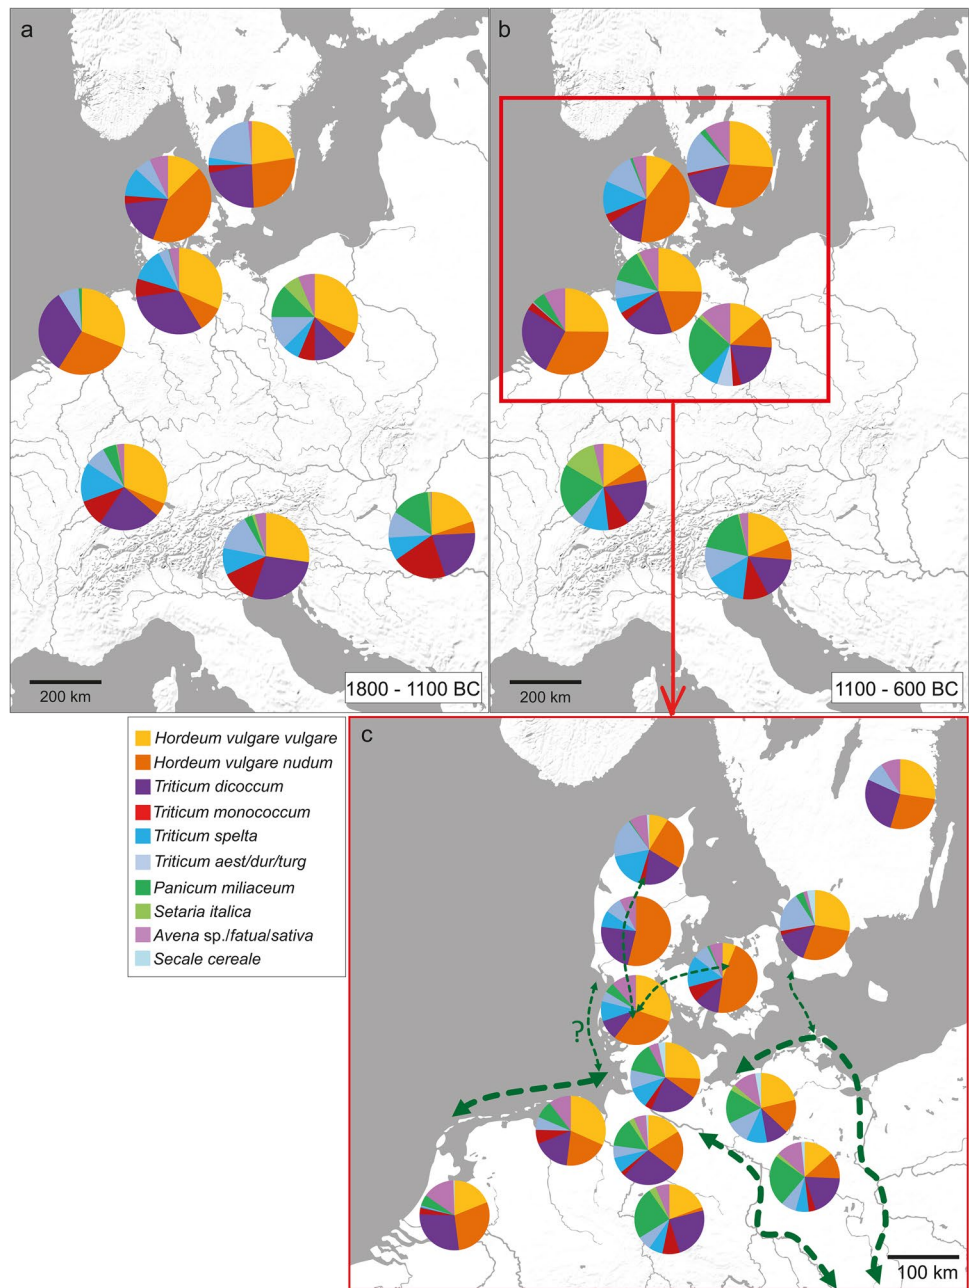 a
b
200 km
1800 - 1100 BC
200 km
1100 - 600 BC
Hordeum vulgare vulgare
Hordeum vulgare nudum
Triticum dicoccum
Triticum monococcum
Triticum spelta
Triticum aest/dur/turg
Panicum miliaceum
Setaria italica
Avena sp./fatua/sativa
Secale cereale
c
?
100 km